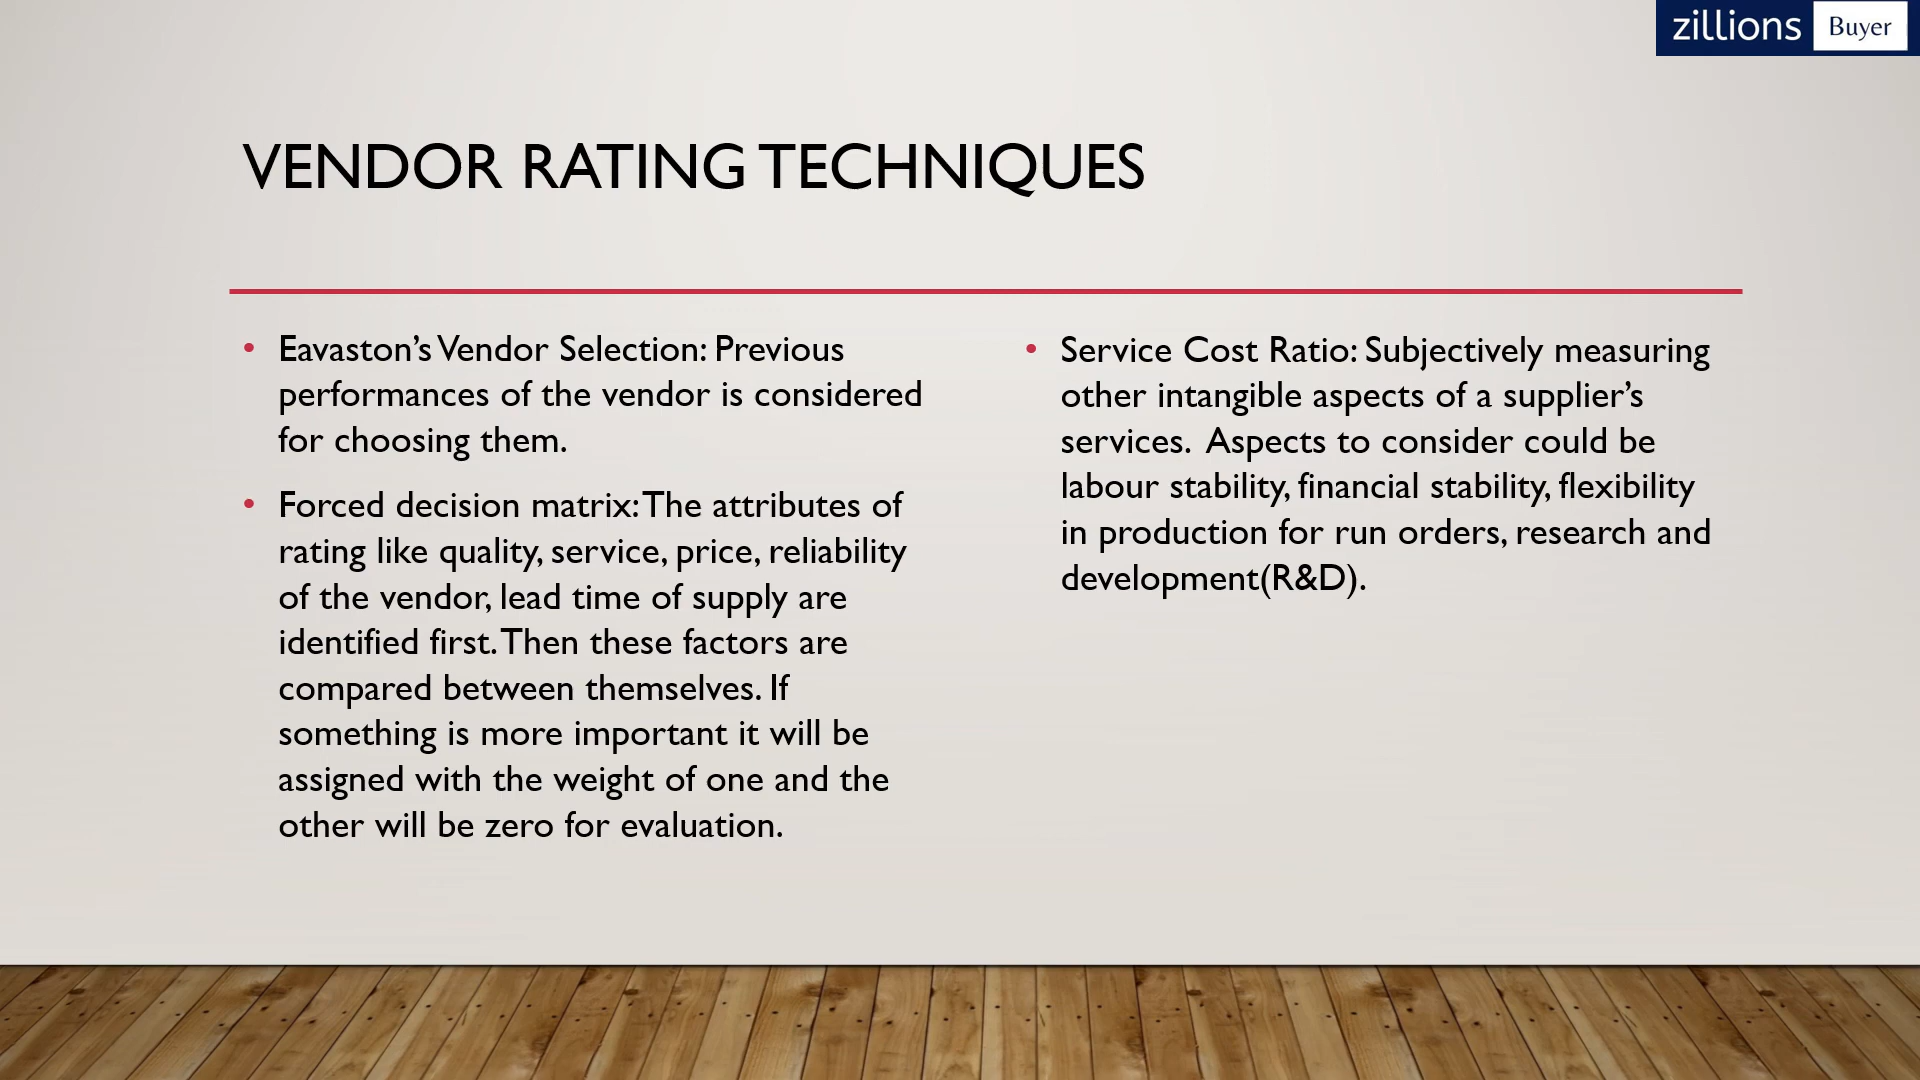 zillions Buyer
VENDOR RATING TECHNIQUES
• Eavaston’s Vendor Selection: Previous
performances of the vendor is considered
for choosing them.
• Forced decision matrix: The attributes of
rating like quality, service, price, reliability
of the vendor, lead time of supply are
identified first. Then these factors are
compared between themselves. If
something is more important it will be
assigned with the weight of one and the
other will be zero for evaluation.
• Service Cost Ratio: Subjectively measuring
other intangible aspects of a supplier’s
services.  Aspects to consider could be
labour stability, financial stability, flexibility
in production for run orders, research and
development(R&D).